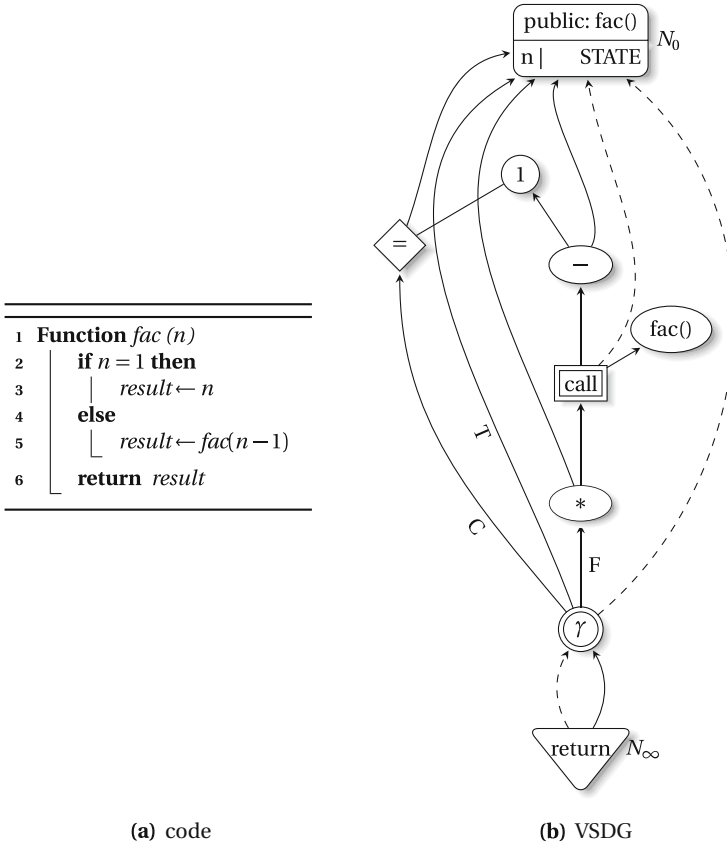 1 Function fac (n)
2 if n = 1 then
3 result ← n
4 else
5 result ← fac(n − 1)
6 return result
(a) code
public: fac()
n | STATE
N0
1
=
−
fac()
call
T
C
*
F
γ
return
N∞
(b) VSDG